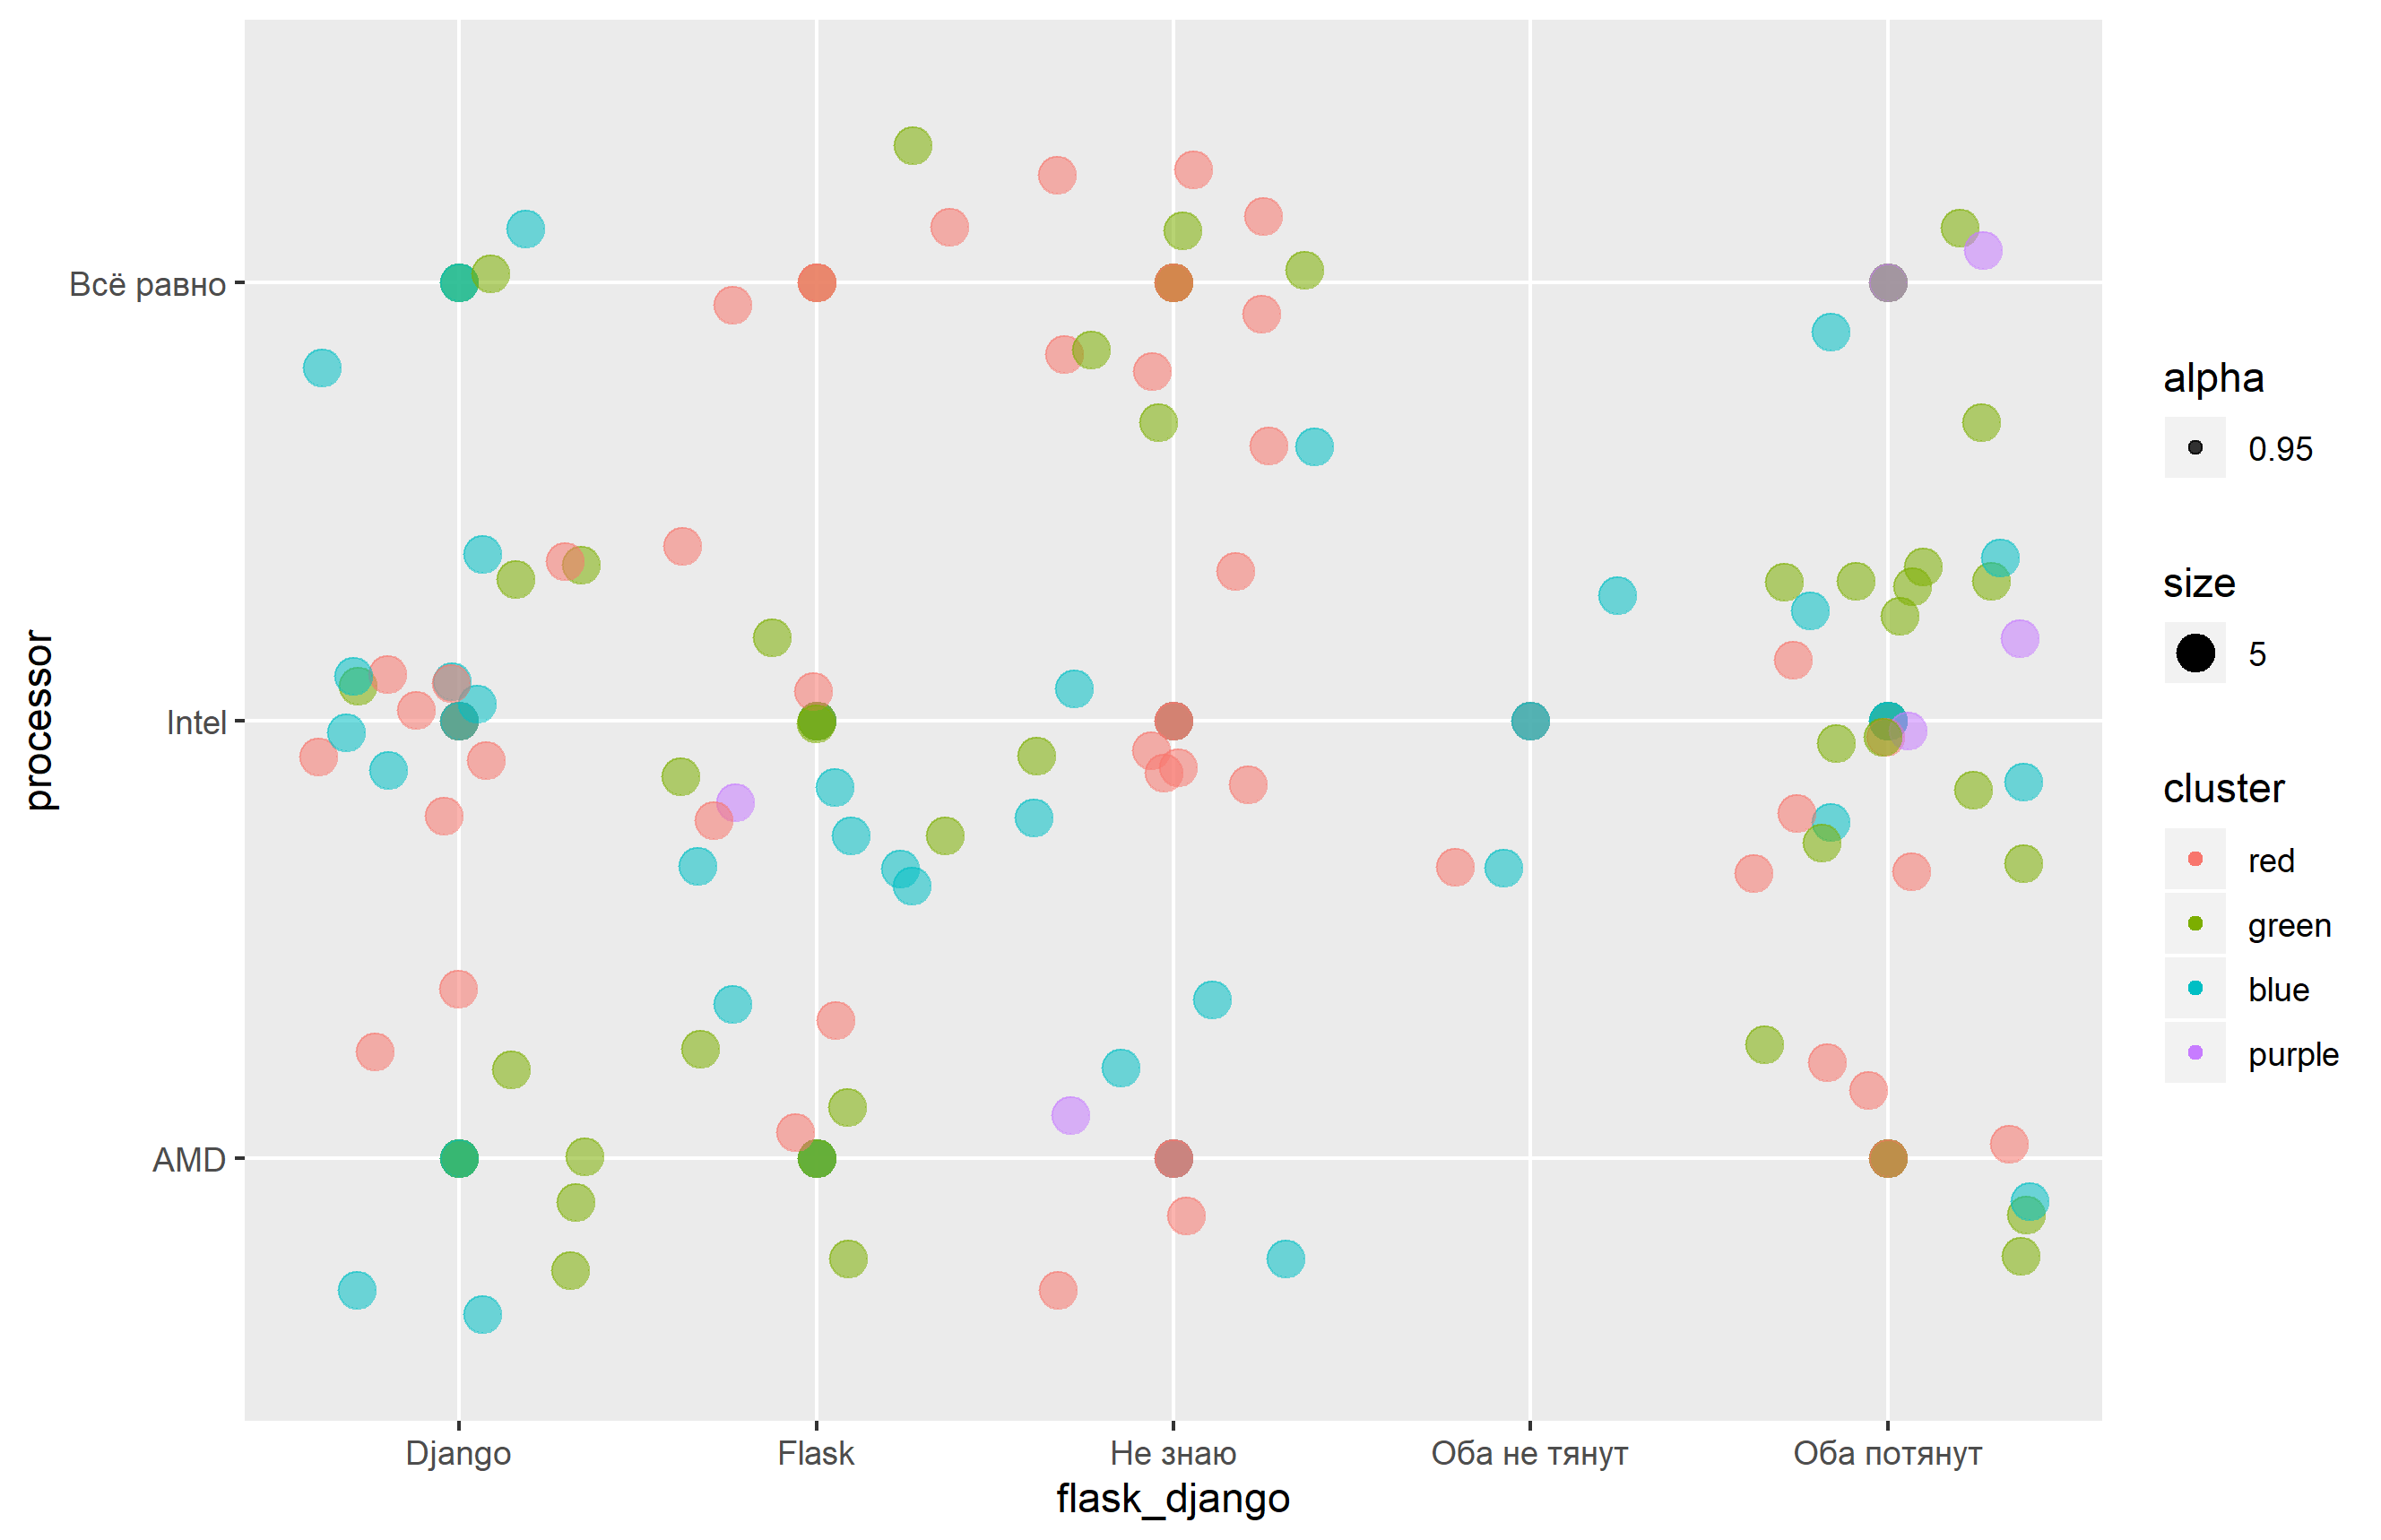 processor
Всё равно
Intel
AMD
Django
Flask
Не знаю
Оба не тянут
Оба потянут
flask_django
alpha
0.95
size
5
cluster
red
green
blue
purple